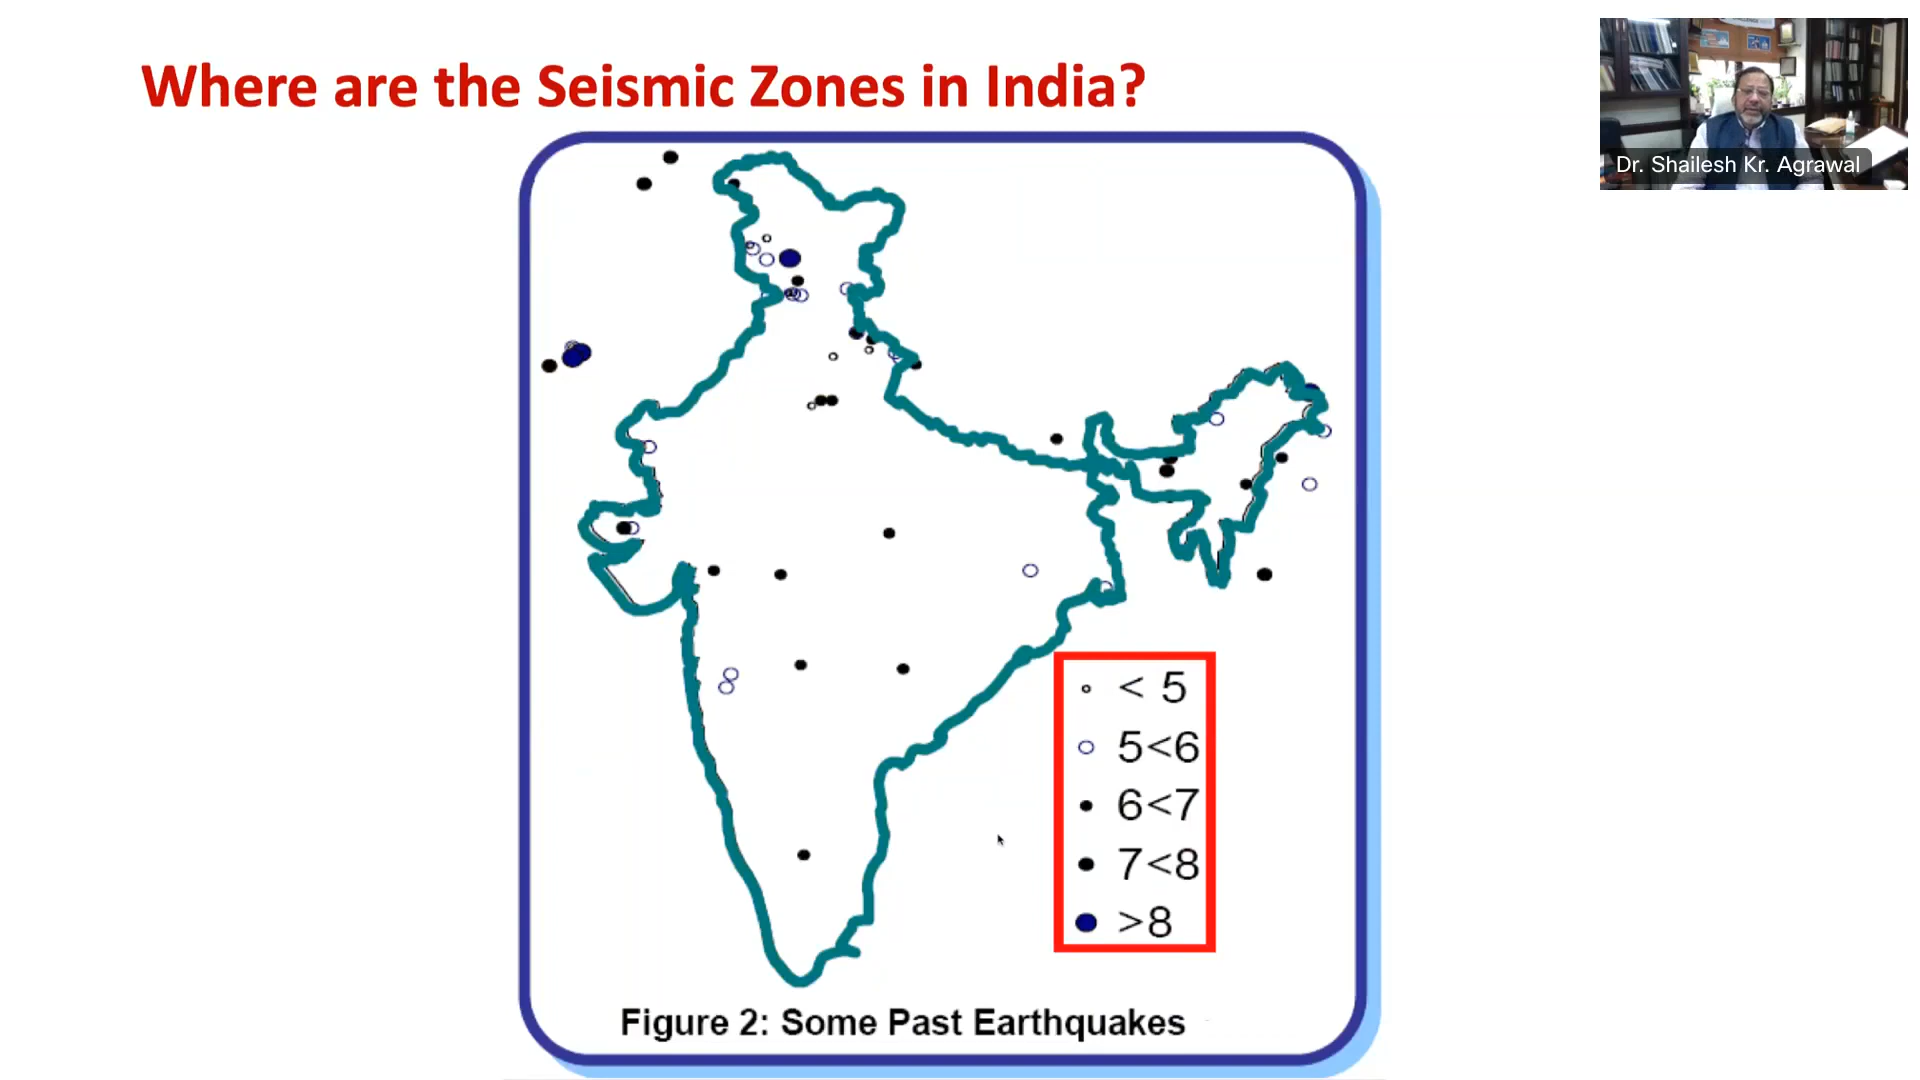 Where are the Seismic Zones in India?
Dr. Shailesh Kr. Agrawal
< 5
5<6
6<7
7<8
>8
Figure 2: Some Past Earthquakes